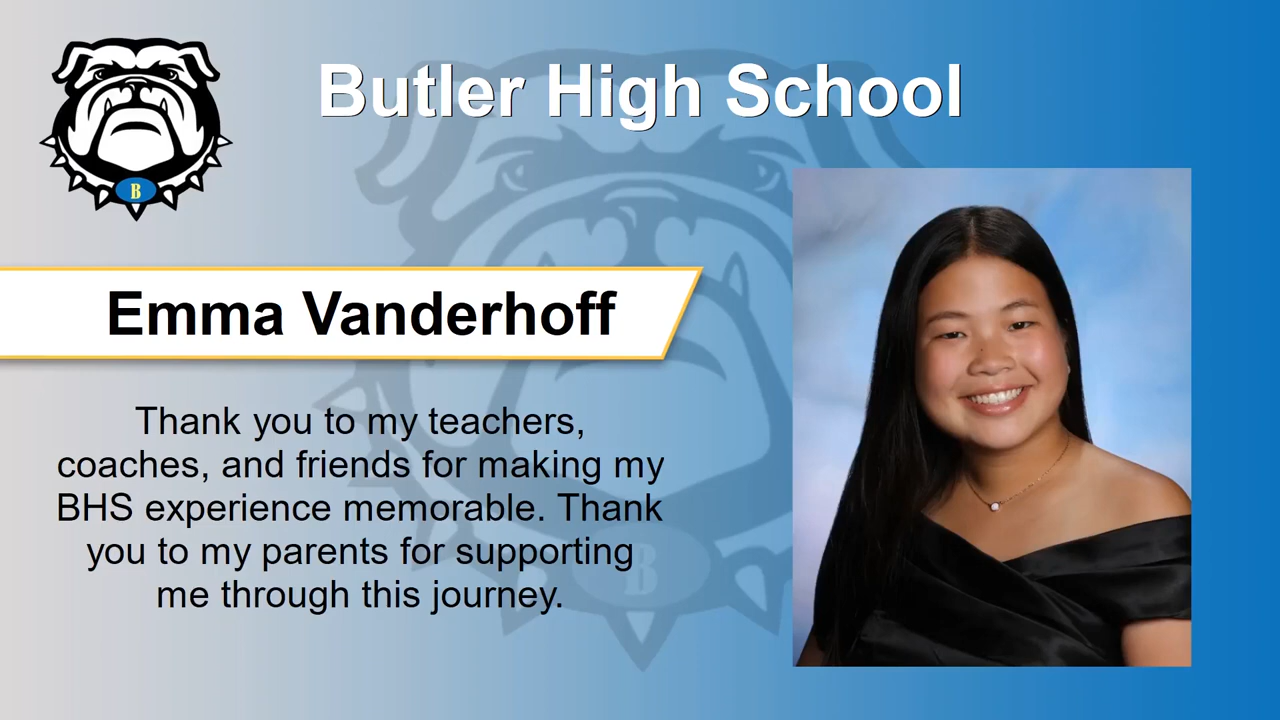 Butler High School
B
Emma Vanderhoff
Thank you to my teachers,
coaches, and friends for making my
BHS experience memorable. Thank
you to my parents for supporting
me through this journey.
B